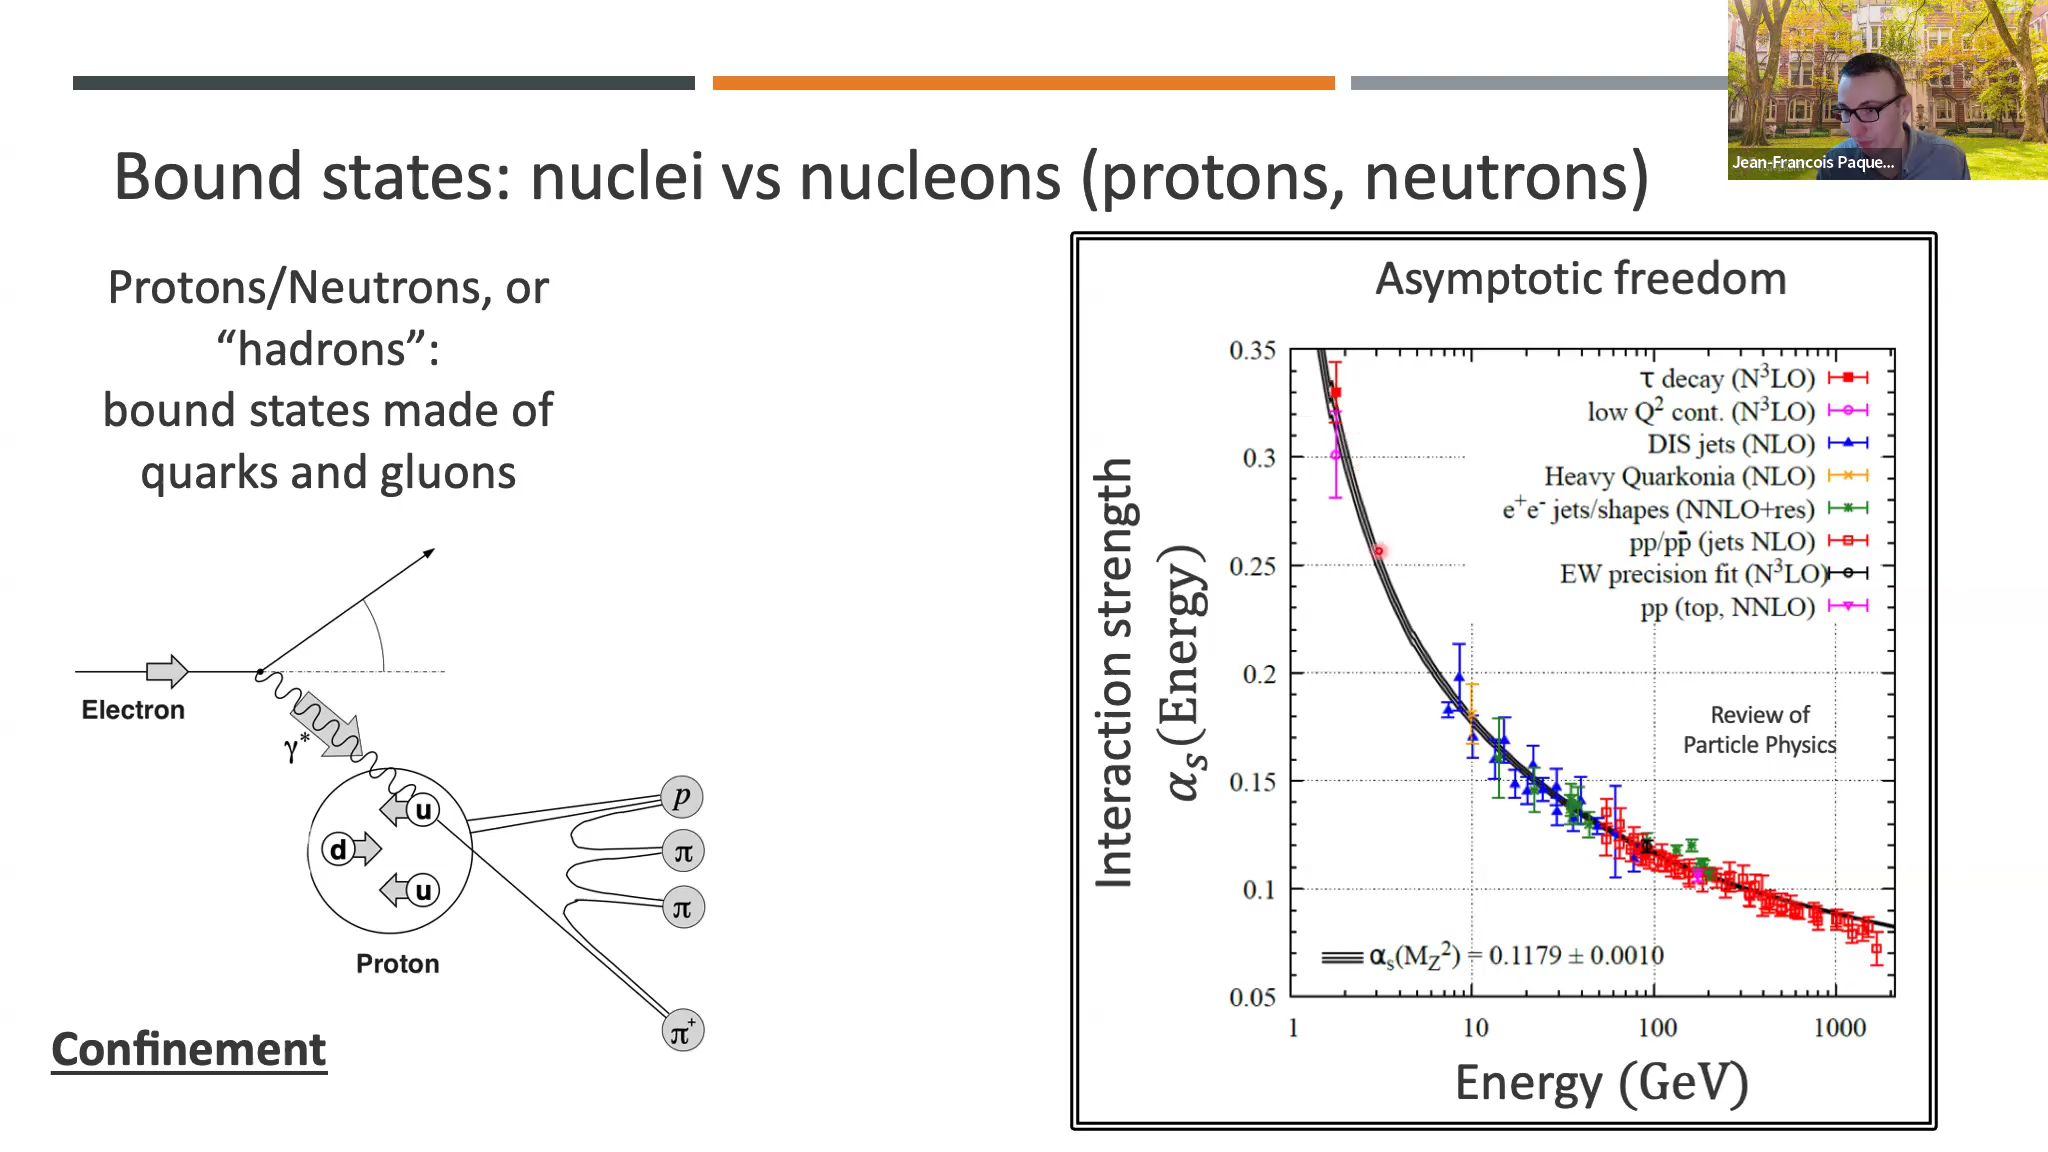 Jean-Francois Paque...
Bound states: nuclei vs nucleons (protons, neutrons)
Protons/Neutrons, or
“hadrons”:
bound states made of
quarks and gluons
Electron
γ*
u
d
u
Proton
p
π
π
π+
Confinement
Asymptotic freedom
Interaction strength
αs(Energy)
0.35
0.3
0.25
0.2
0.15
0.1
0.05
τ decay (N3LO)
low Q2 cont. (N3LO)
DIS jets (NLO)
Heavy Quarkonia (NLO)
e+e- jets/shapes (NNLO+res)
pp/pp̄ (jets NLO)
EW precision fit (N3LO)
pp (top, NNLO)
Review of
Particle Physics
αs(MZ2) = 0.1179 ± 0.0010
1 10 100 1000
Energy (GeV)